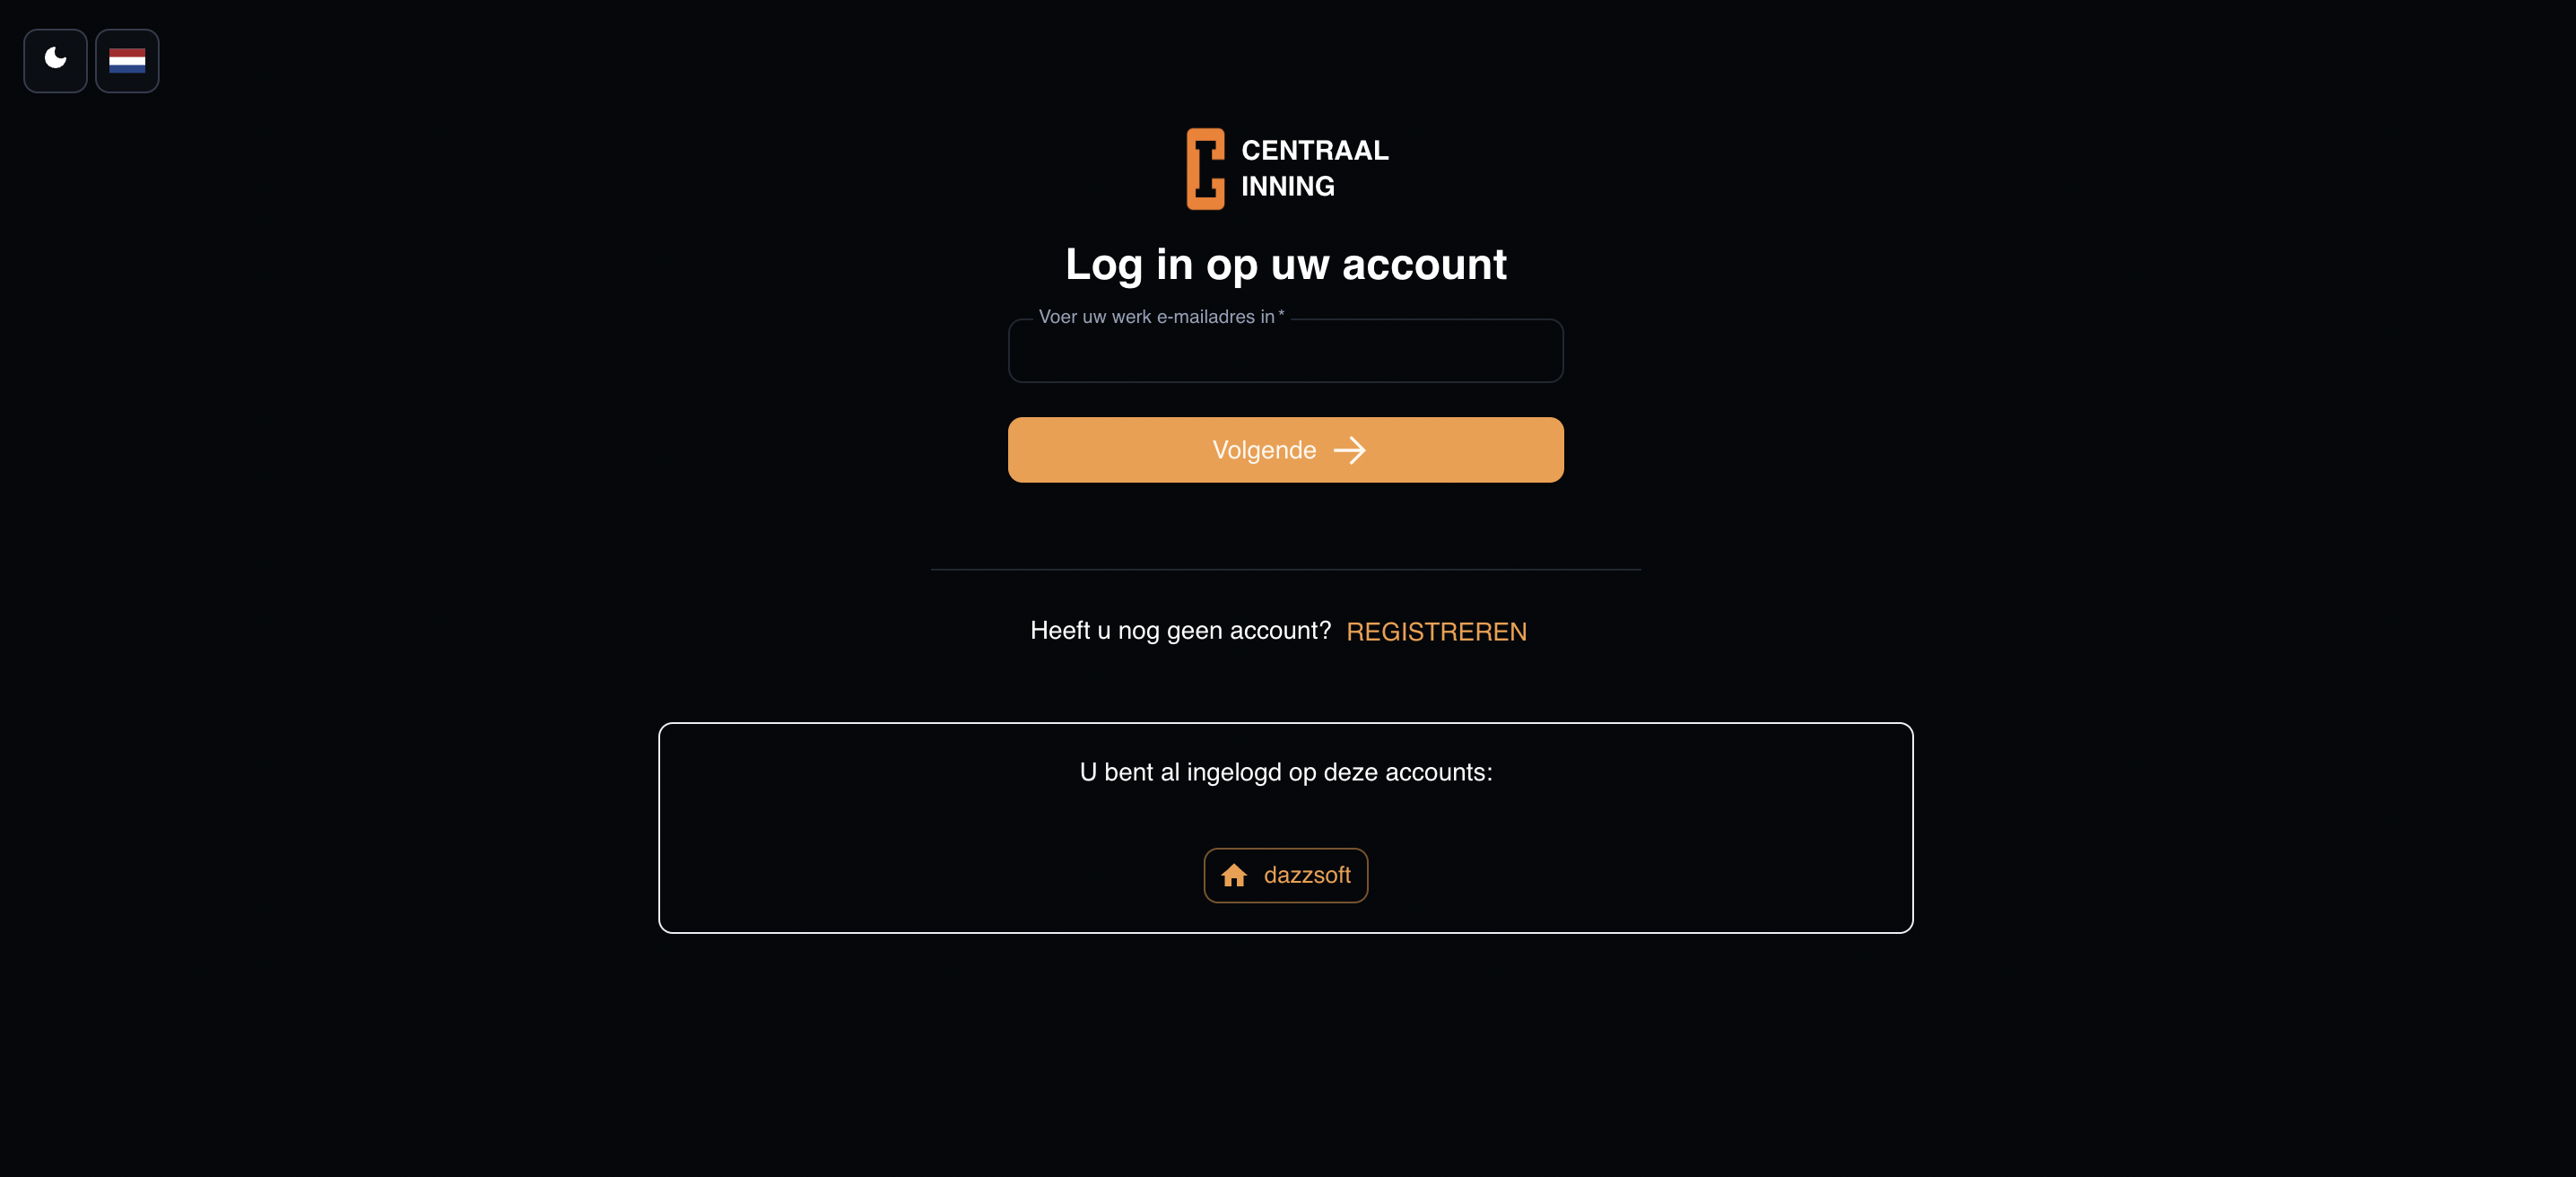 CENTRAAL
INNING
Log in op uw account
Voer uw werk e-mailadres in *
Volgende
Heeft u nog geen account? REGISTREREN
U bent al ingelogd op deze accounts:
dazzsoft